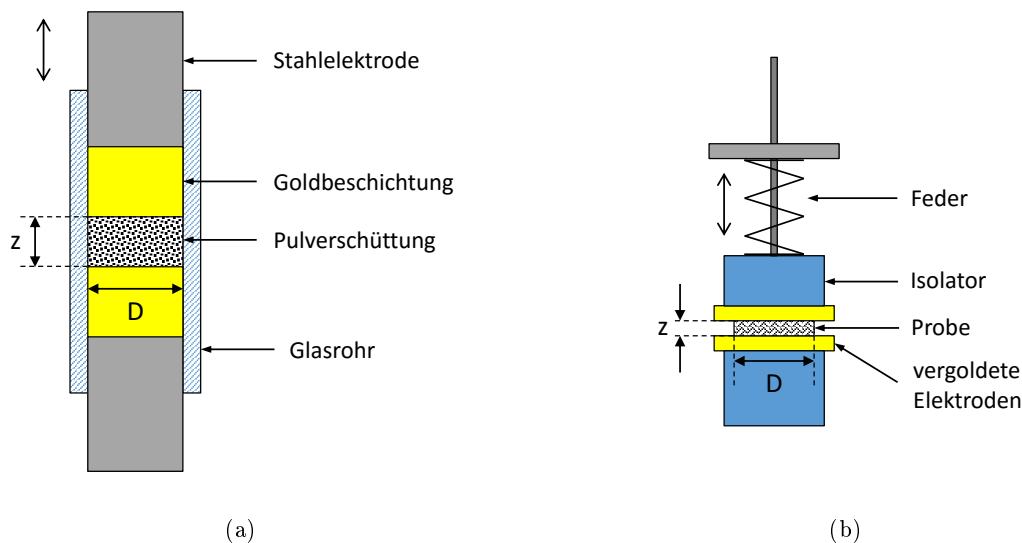 Stahlelektrode
Goldbeschichtung
z
Pulverschüttung
D
Glasrohr
(a)
Feder
Isolator
z
Probe
D
vergoldete
Elektroden
(b)